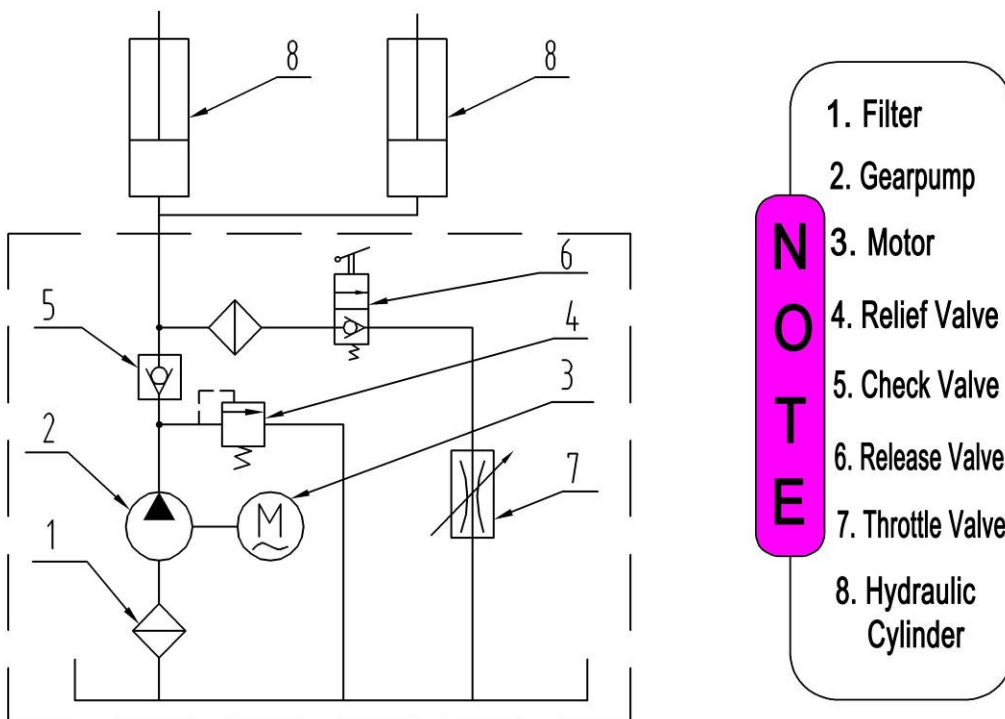 8
8
6
5
4
3
2
7
1
M
NOTE
1. Filter
2. Gearpump
3. Motor
4. Relief Valve
5. Check Valve
6. Release Valve
7. Throttle Valve
8. Hydraulic
Cylinder